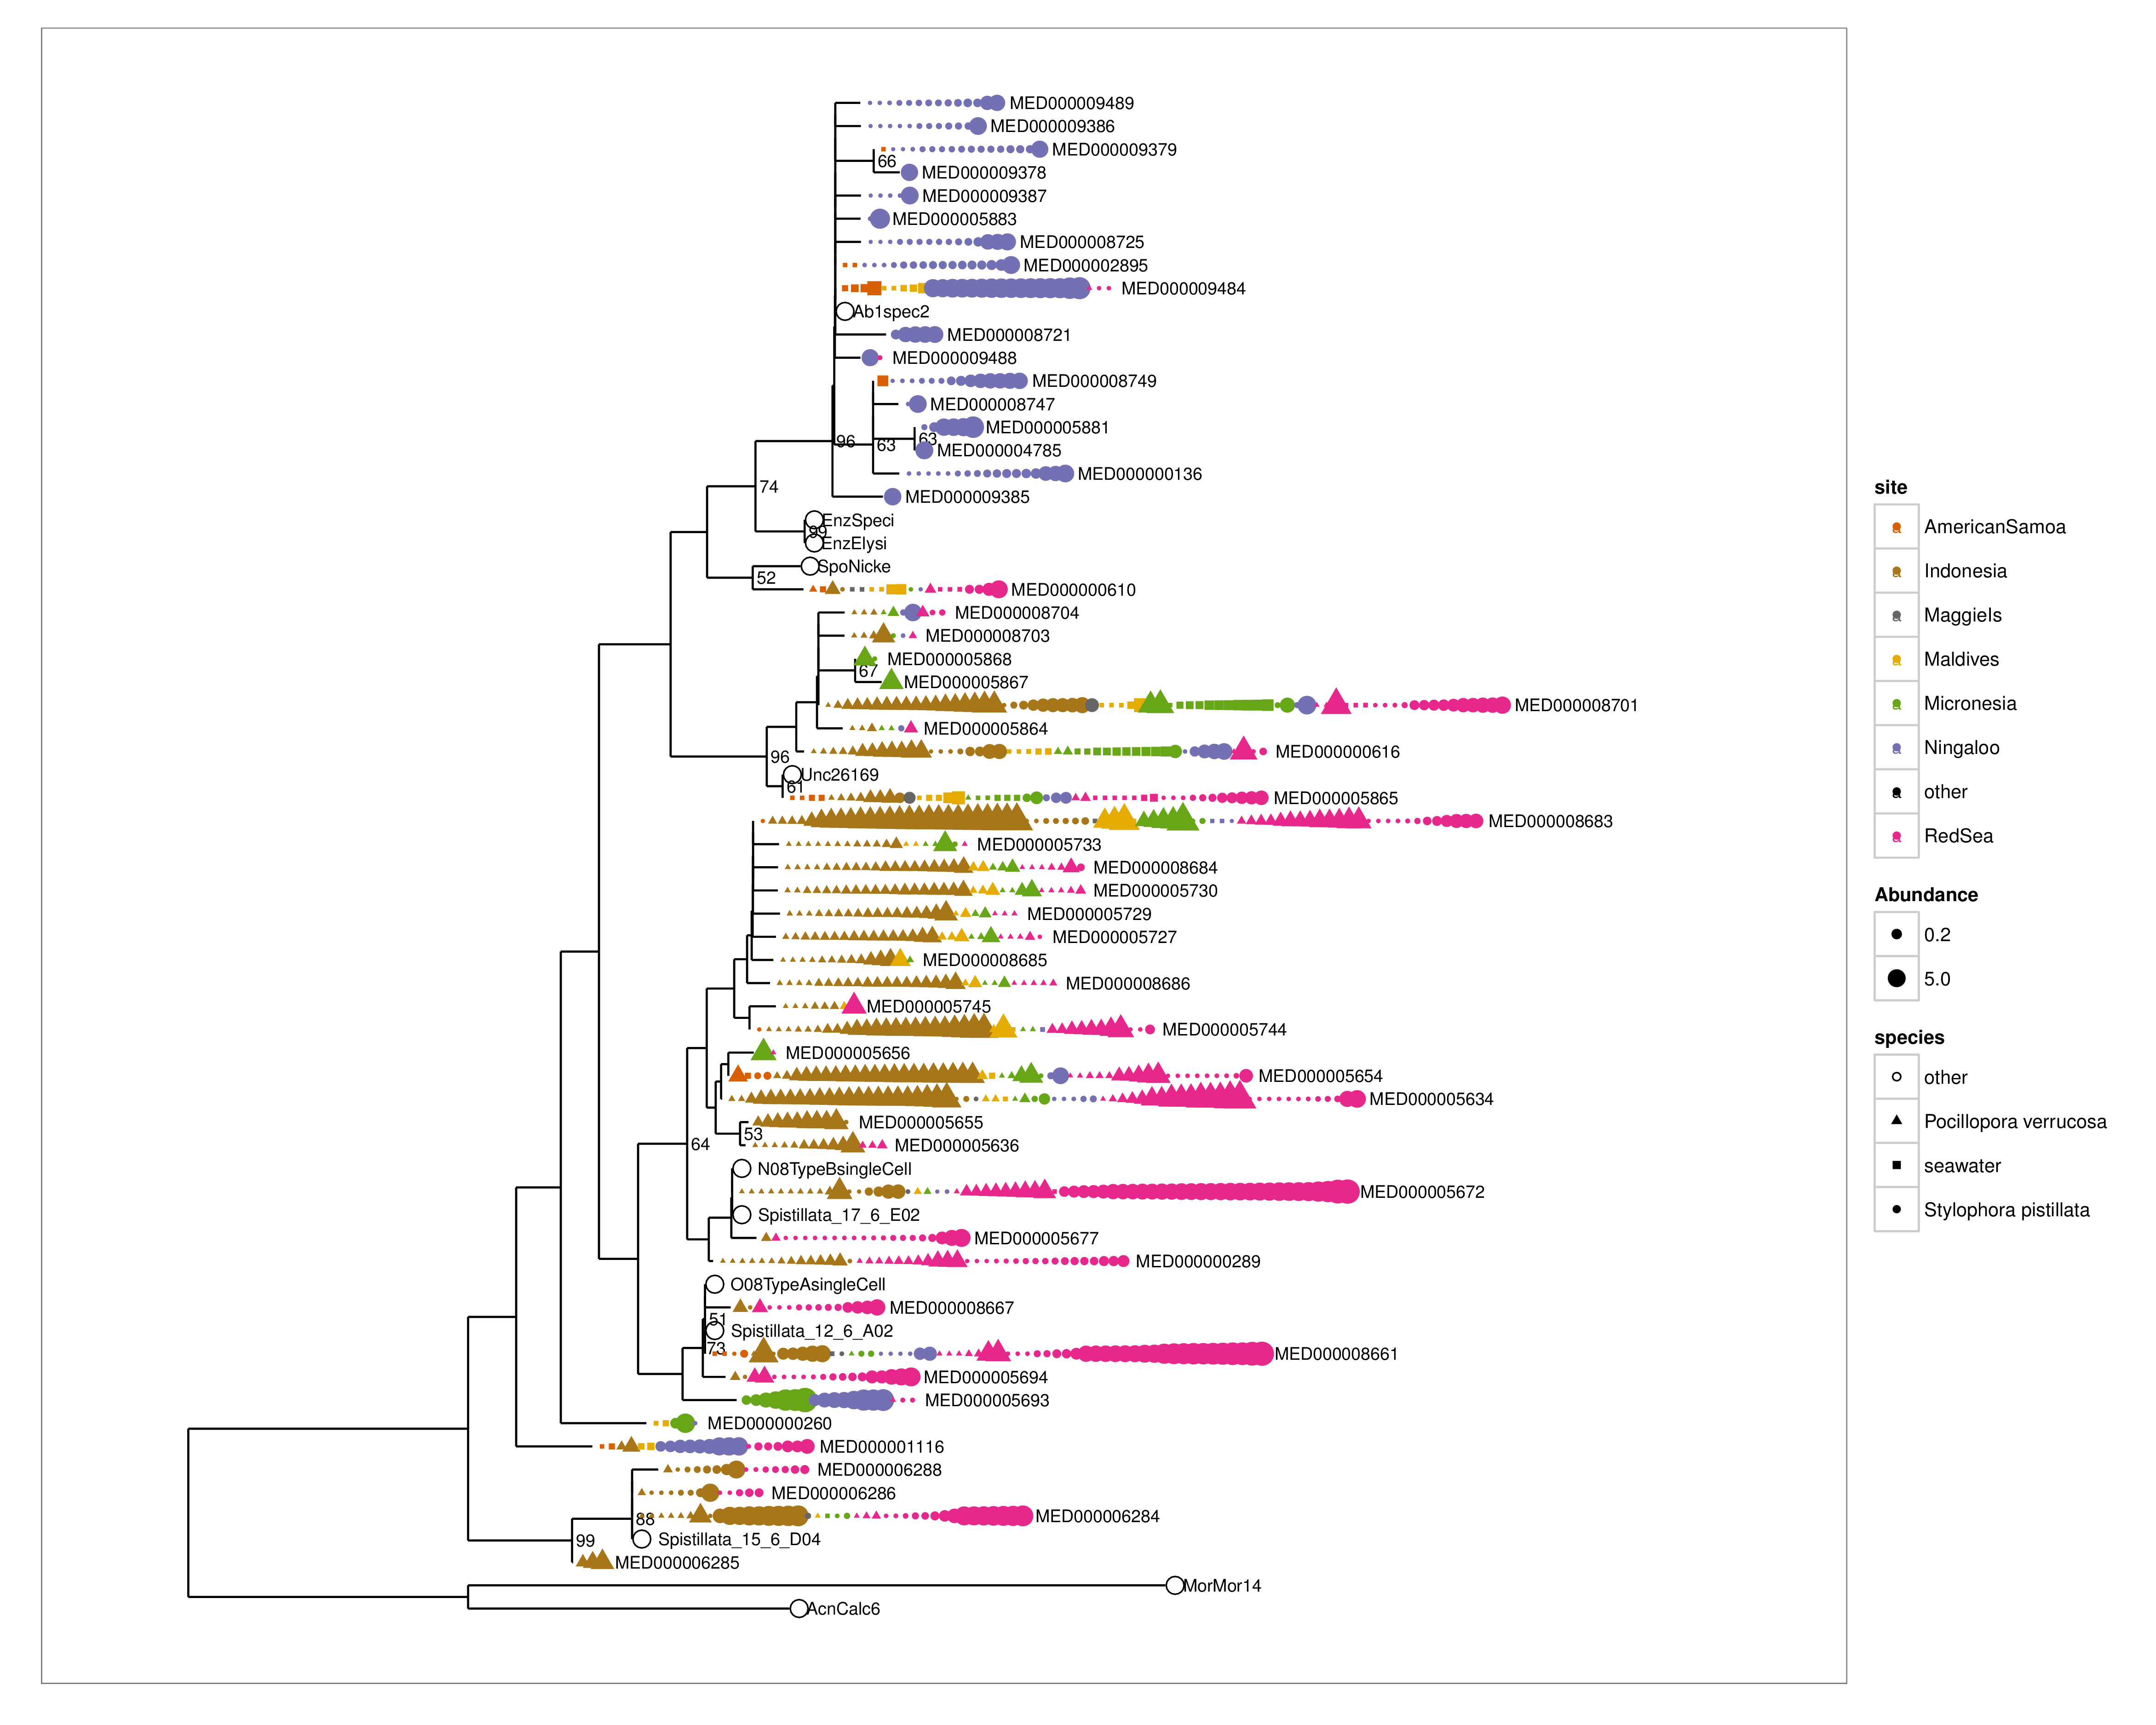 MED000009489
MED000009386
MED000009379
66
MED000009378
MED000009387
MED000005883
MED000008725
MED000002895
MED000009484
Ab1spec2
MED000008721
MED000009488
MED000008749
MED000008747
MED000005881
96
63
63
MED000004785
MED000000136
74
MED000009385
EnzSpeci
99
EnzElysi
SpoNicke
52
MED000000610
MED000008704
MED000008703
MED000005868
67
MED000005867
MED000008701
MED000005864
MED000000616
96
Unc26169
61
MED000005865
MED000008683
MED000005733
MED000008684
MED000005730
MED000005729
MED000005727
MED000008685
MED000008686
MED000005745
MED000005744
MED000005656
MED000005654
MED000005634
MED000005655
53
64
MED000005636
N08TypeBsingleCell
MED000005672
Spistillata_17_6_E02
MED000005677
MED000000289
O08TypeAsingleCell
MED000008667
51
Spistillata_12_6_A02
73
MED000008661
MED000005694
MED000005693
MED000000260
MED000001116
MED000006288
MED000006286
88
MED000006284
99
Spistillata_15_6_D04
MED000006285
MorMor14
AcnCalc6
site
a AmericanSamoa
a Indonesia
a Maggiels
a Maldives
a Micronesia
a Ningaloo
a other
a RedSea
Abundance
0.2
5.0
species
other
Pocillopora verrucosa
seawater
Stylophora pistillata